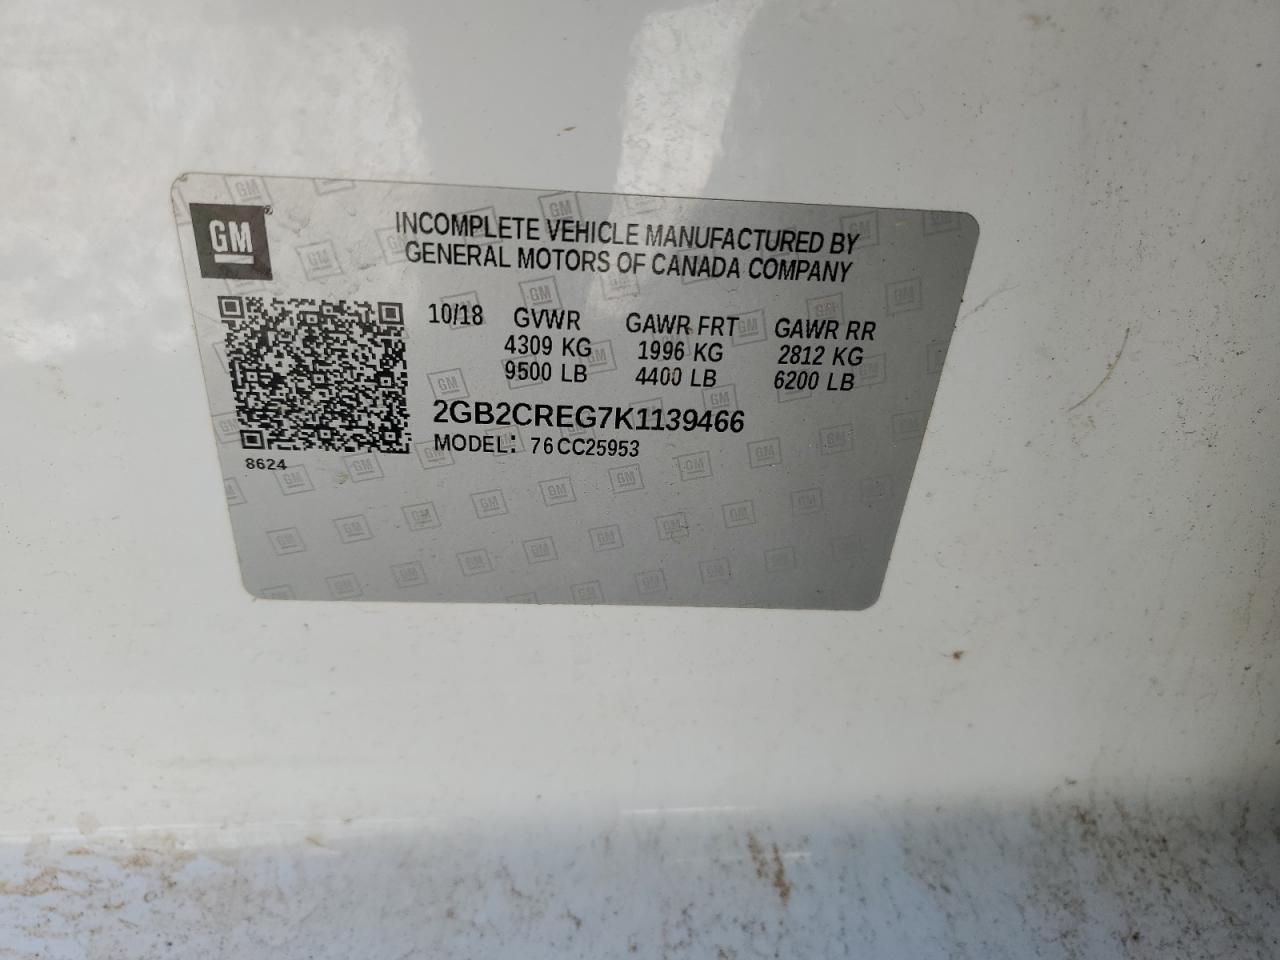 GM
INCOMPLETE VEHICLE MANUFACTURED BY
GENERAL MOTORS OF CANADA COMPANY
10/18 GVWR GAWR FRT GAWR RR
4309 KG 1996 KG 2812 KG
9500 LB 4400 LB 6200 LB
2GB2CREG7K1139466
MODEL: 76CC25953
8624